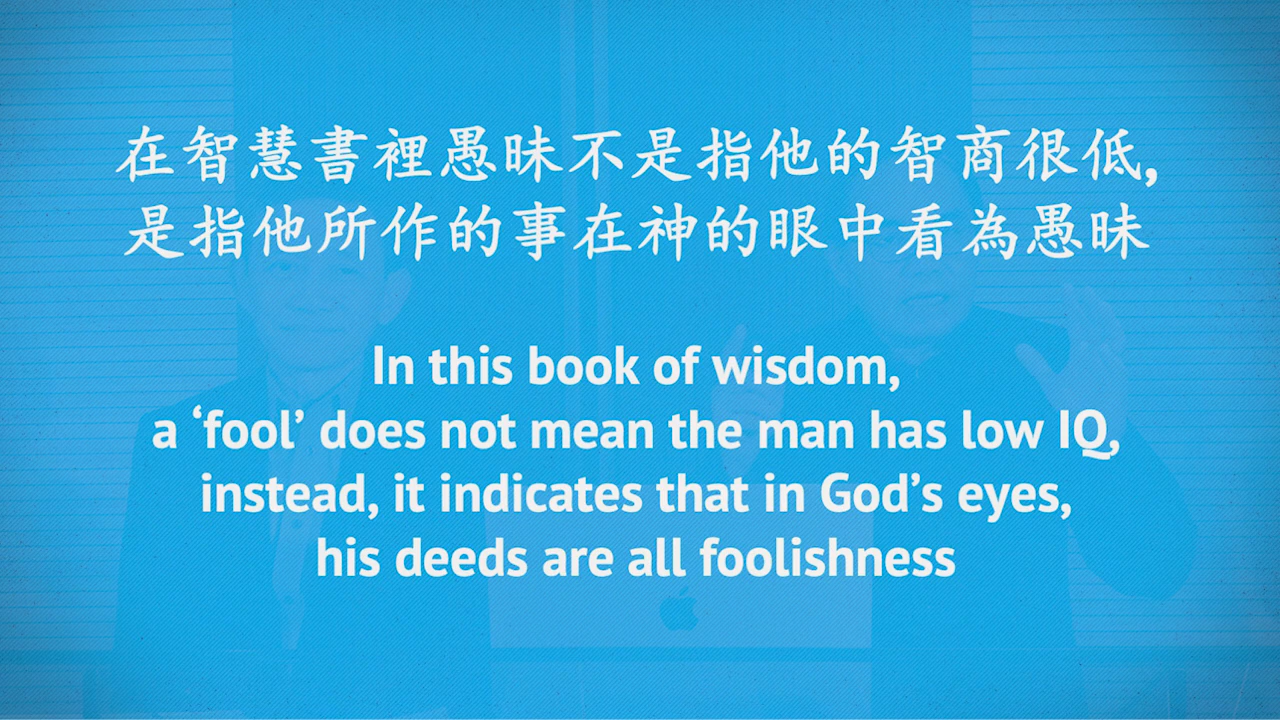 在智慧書裡愚昧不是指他的智商很低,
是指他所作的事在神的眼中看為愚昧
In this book of wisdom,
a ‘fool’ does not mean the man has low IQ,
instead, it indicates that in God’s eyes,
his deeds are all foolishness